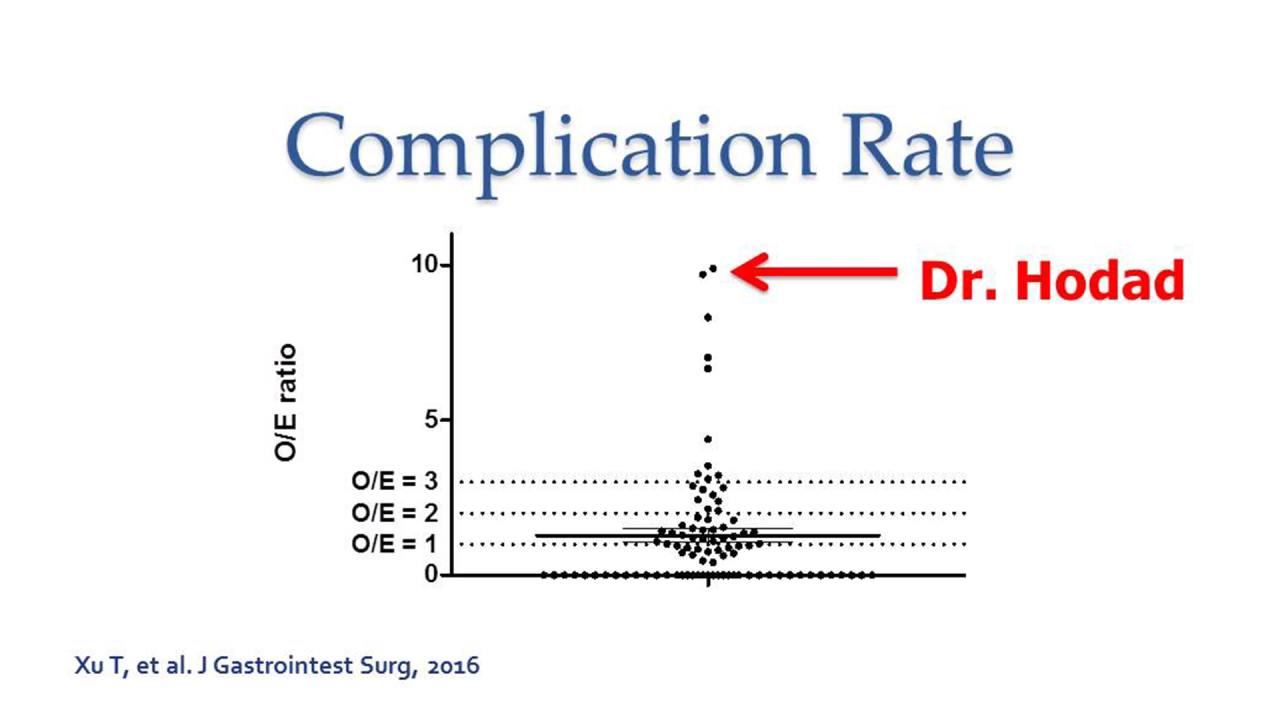 Complication Rate
10
Dr. Hodad
O/E ratio
5
O/E = 3
O/E = 2
O/E = 1
0
Xu T, et al. J Gastrointest Surg, 2016